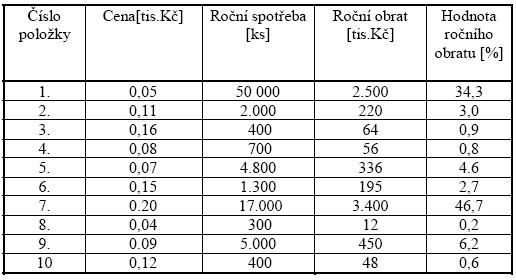 Číslo položky Cena[tis.Kč] Roční spotřeba [ks] Roční obrat [tis.Kč] Hodnota ročního obratu [%]
1. 0,05 50 000 2.500 34,3
2. 0,11 2.000 220 3,0
3. 0,16 400 64 0,9
4. 0,08 700 56 0,8
5. 0,07 4.800 336 4.6
6. 0,15 1.300 195 2,7
7. 0.20 17.000 3.400 46,7
8. 0,04 300 12 0,2
9. 0.09 5.000 450 6,2
10 0,12 400 48 0,6